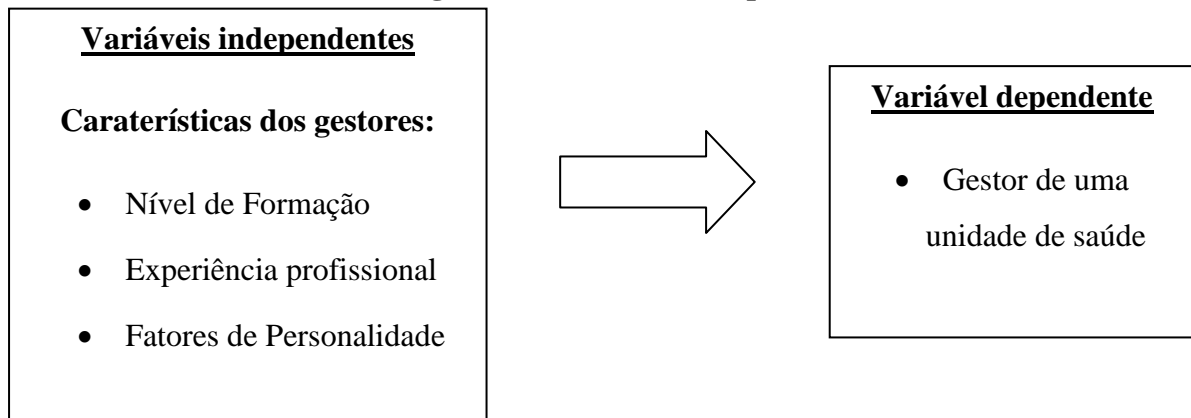 Variáveis independentes
Caraterísticas dos gestores:
• Nível de Formação
• Experiência profissional
• Fatores de Personalidade
Variável dependente
• Gestor de uma
unidade de saúde